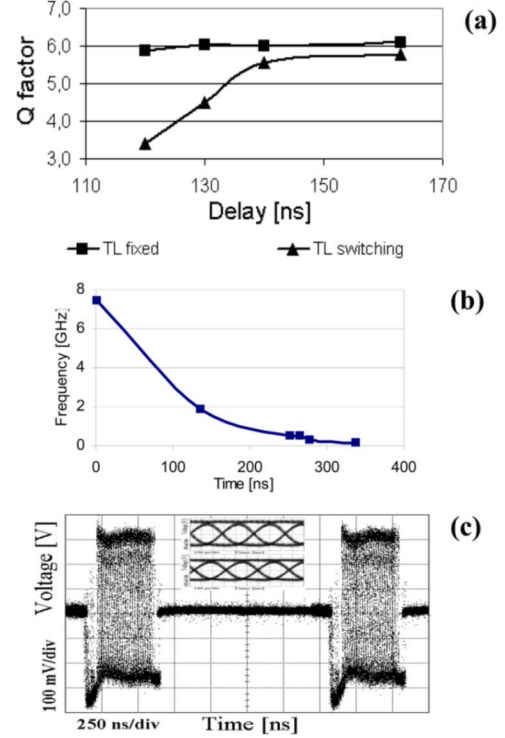 (a)
7,0
6,0
5,0
4,0
3,0
Q factor
110 130 150 170
Delay [ns]
TL fixed TL switching
(b)
8
6
4
2
0
Frequency [GHz]
0 100 200 300 400
Time [ns]
(c)
Voltage [V]
100 mV/div
250 ns/div Time [ns]